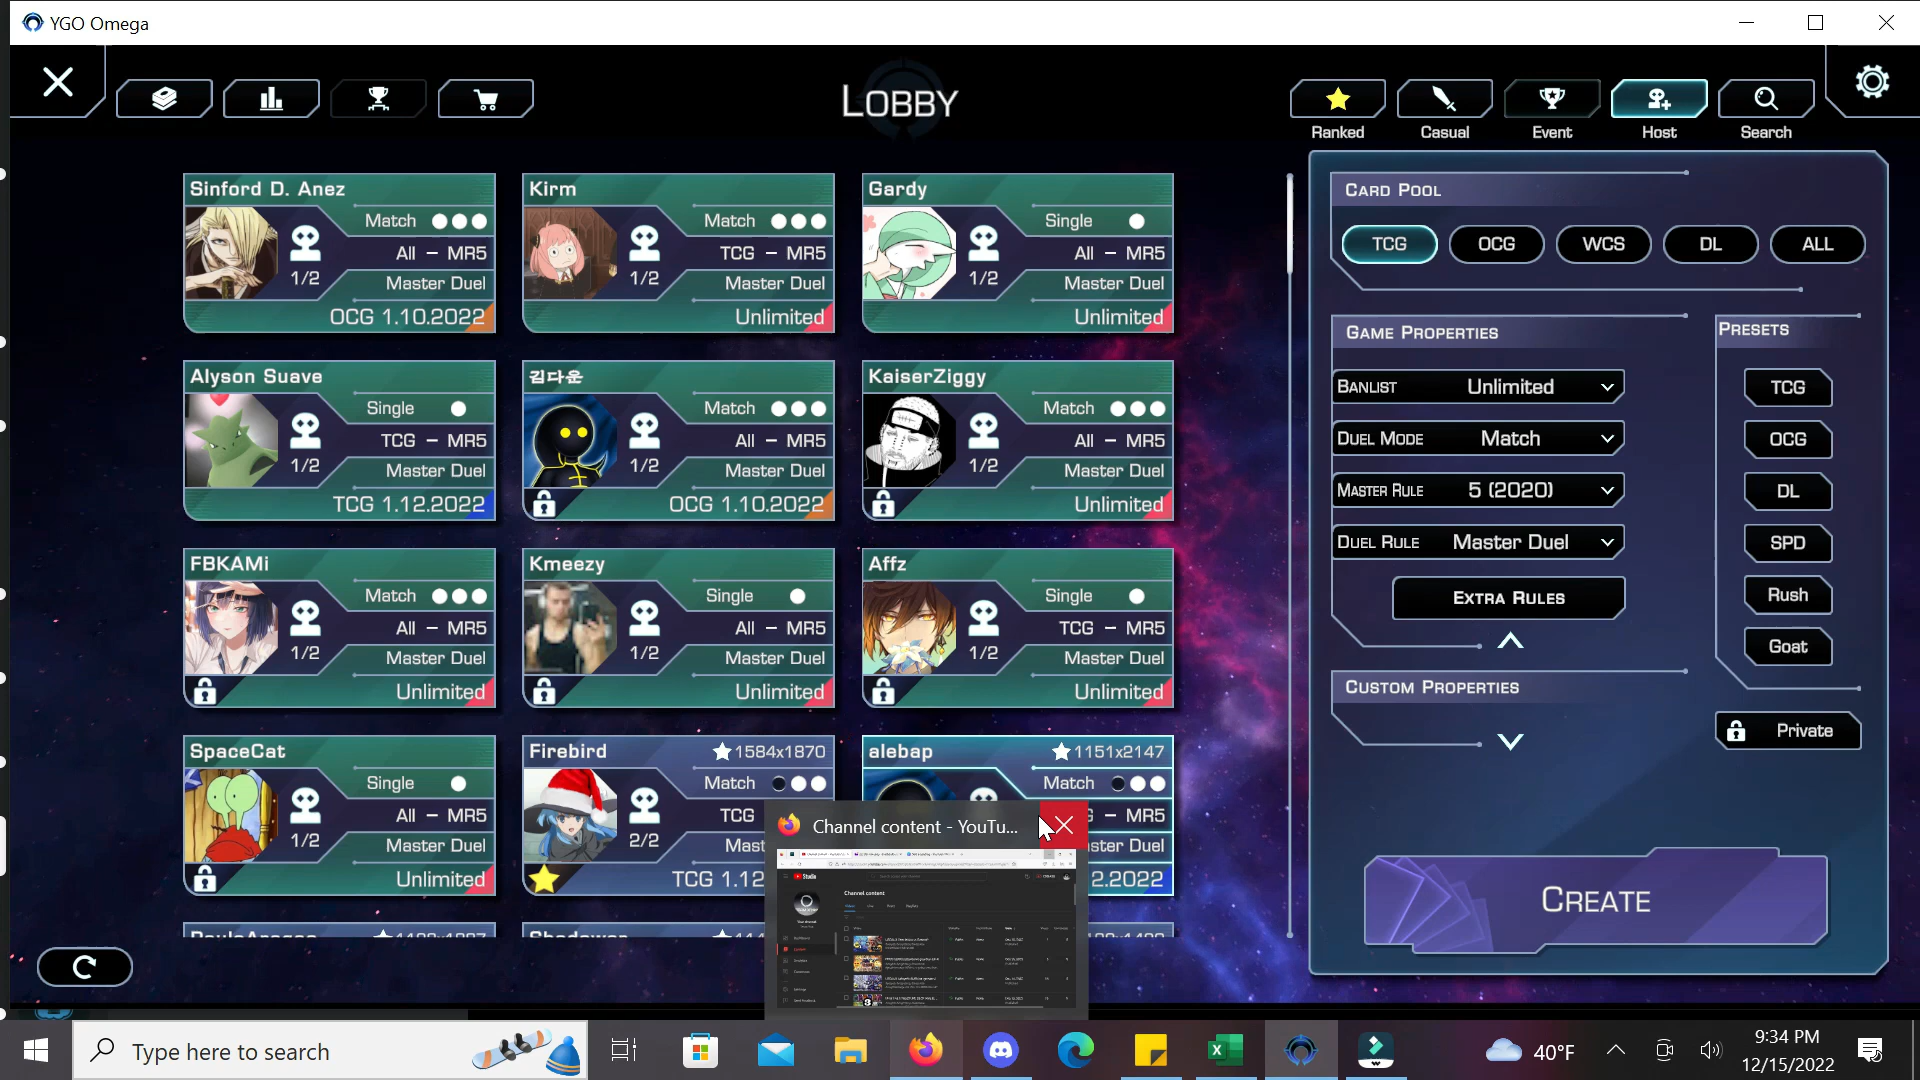 YGO Omega
LOBBY
Ranked
Casual
Event
Host
Search
Sinford D. Anez
Match
1/2
All - MR5
Master Duel
OCG 1.10.2022
Kirm
Match
1/2
TCG - MR5
Master Duel
Unlimited
Gardy
Single
1/2
All - MR5
Master Duel
Unlimited
Alyson Suave
Single
1/2
TCG - MR5
Master Duel
TCG 1.12.2022
김다운
Match
1/2
All - MR5
Master Duel
OCG 1.10.2022
KaiserZiggy
Match
1/2
All - MR5
Master Duel
Unlimited
FBKAMi
Match
1/2
All - MR5
Master Duel
Unlimited
Kmeezy
Single
1/2
All - MR5
Master Duel
Unlimited
Affz
Single
1/2
TCG - MR5
Master Duel
Unlimited
SpaceCat
Single
1/2
All - MR5
Master Duel
Unlimited
Firebird
1584x1870
Match
2/2
TCG
Mast
TCG 1.12
alebap
1151x2147
Match
- MR5
ster Duel
2.2022
CARD POOL
TCG
OCG
WCS
DL
ALL
GAME PROPERTIES
BANLIST Unlimited
DUEL MODE Match
MASTER RULE 5 (2020)
DUEL RULE Master Duel
EXTRA RULES
CUSTOM PROPERTIES
PRESETS
TCG
OCG
DL
SPD
Rush
Goat
Private
CREATE
Channel content - YouTu...
Studio
Channel content
Type here to search
40°F
9:34 PM
12/15/2022